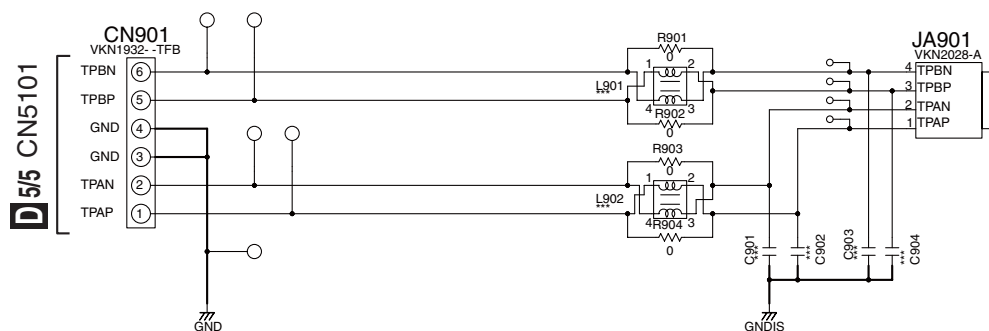 D 5/5 CN5101
CN901
VKN1932- -TFB
TPBN 6
TPBP 5
GND 4
GND 3
TPAN 2
TPAP 1
GND
R901
0
L901
***
1 2
4 3
R902
0
R903
0
L902
***
1 2
4 3
R904
0
JA901
VKN2028-A
4 TPBN
3 TPBP
2 TPAN
1 TPAP
C901
***
C902
***
C903
***
C904
***
GNDIS